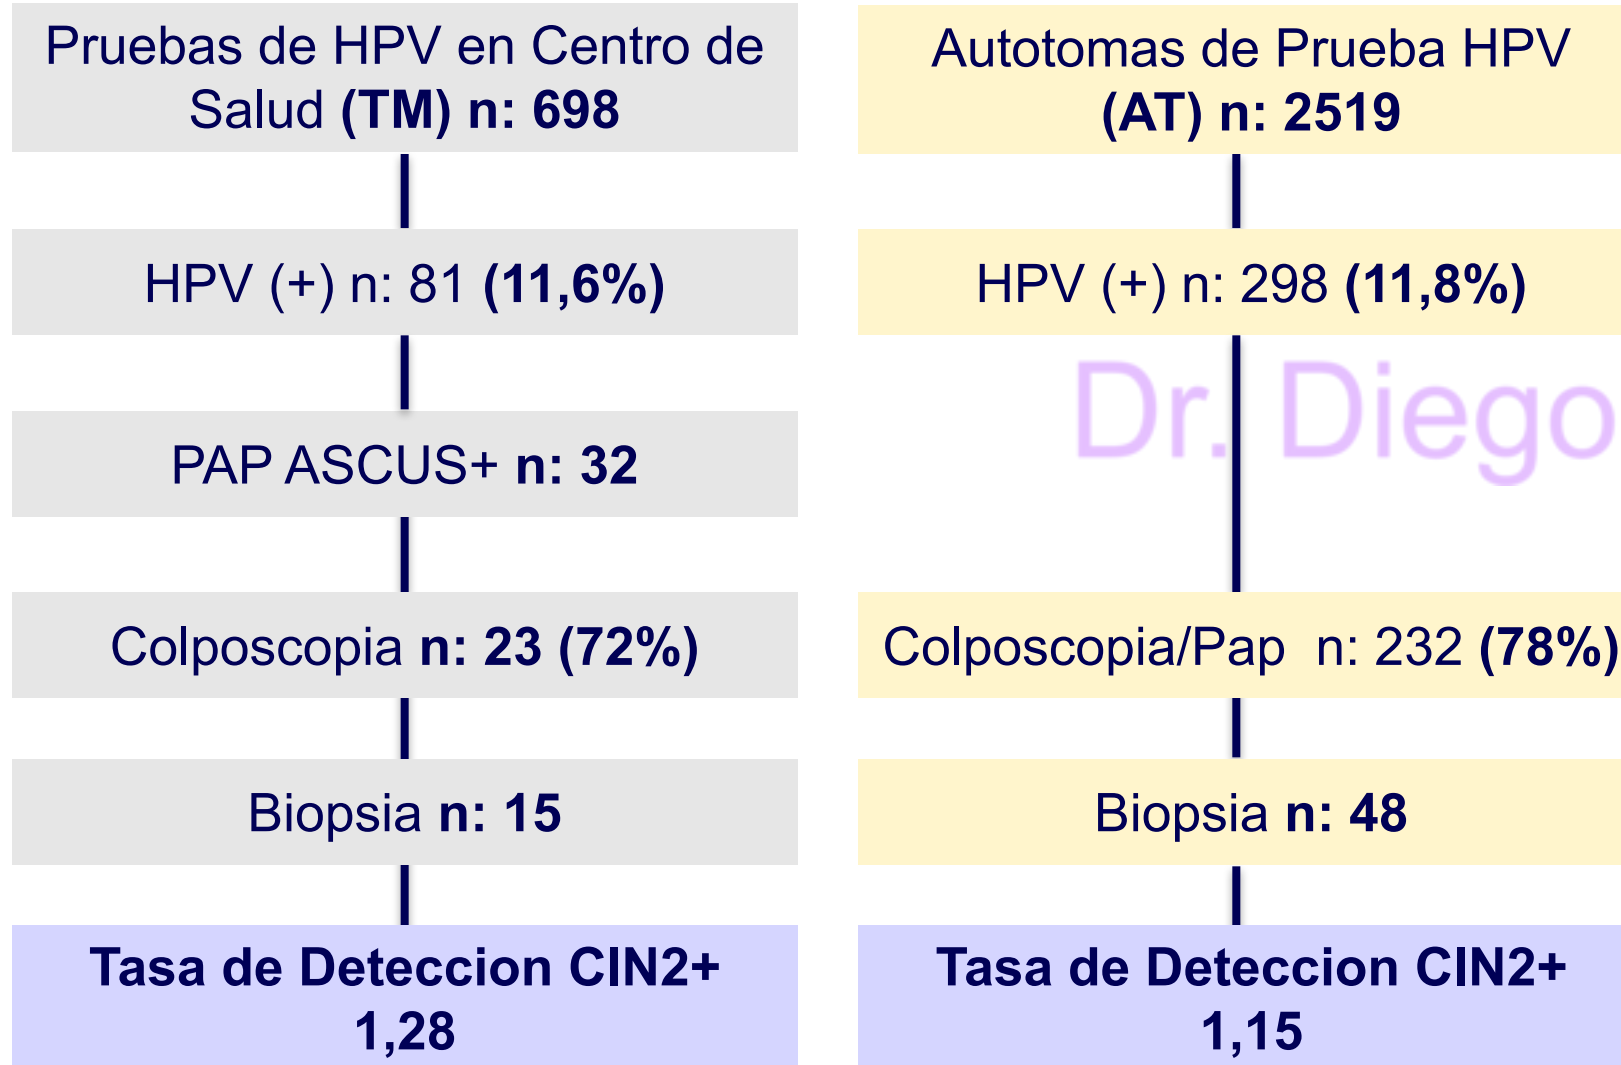 Pruebas de HPV en Centro de
Salud (TM) n: 698
HPV (+) n: 81 (11,6%)
PAP ASCUS+ n: 32
Colposcopia n: 23 (72%)
Biopsia n: 15
Tasa de Deteccion CIN2+
1,28
Autotomas de Prueba HPV
(AT) n: 2519
HPV (+) n: 298 (11,8%)
Dr. Diego
Colposcopia/Pap n: 232 (78%)
Biopsia n: 48
Tasa de Deteccion CIN2+
1,15